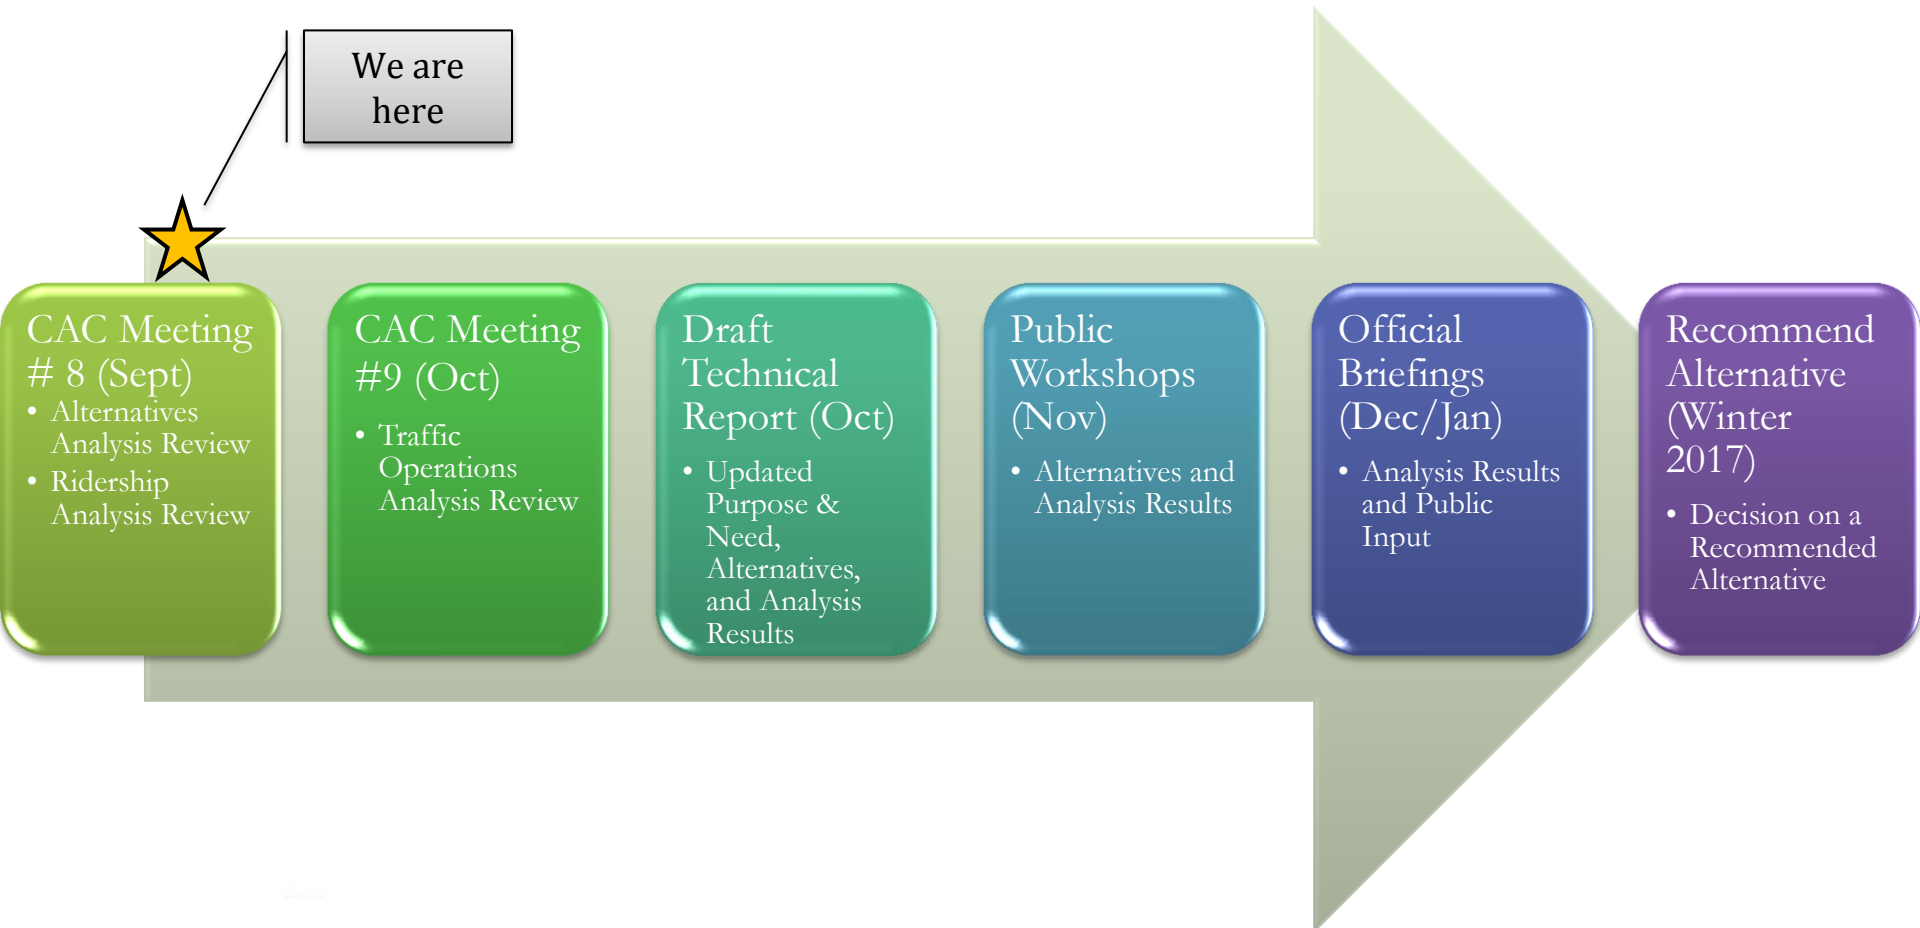 We are
here
CAC Meeting
# 8 (Sept)
• Alternatives
Analysis Review
• Ridership
Analysis Review
CAC Meeting
#9 (Oct)
• Traffic
Operations
Analysis Review
Draft
Technical
Report (Oct)
• Updated
Purpose &
Need,
Alternatives,
and Analysis
Results
Public
Workshops
(Nov)
• Alternatives and
Analysis Results
Official
Briefings
(Dec/Jan)
• Analysis Results
and Public
Input
Recommend
Alternative
(Winter
2017)
• Decision on a
Recommended
Alternative